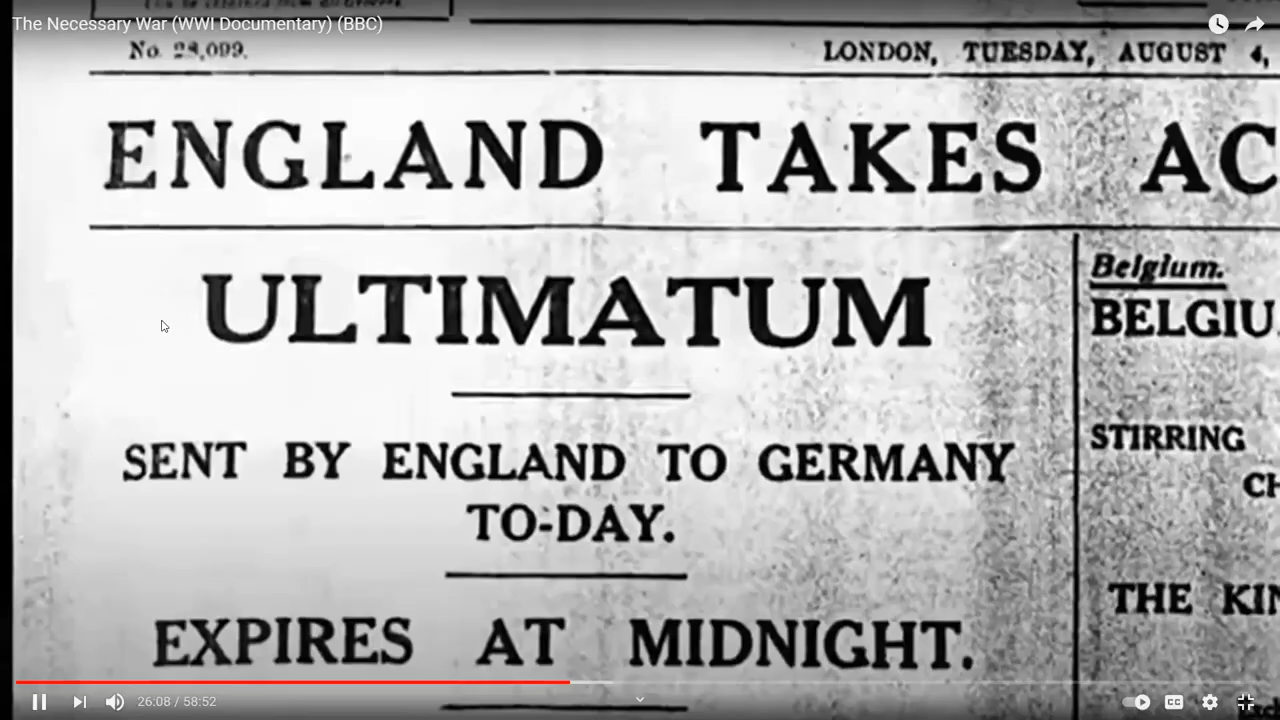 The Necessary War (WWI Documentary) (BBC)
No. 28,099.
LONDON, TUESDAY, AUGUST 4,
ENGLAND TAKES AC
ULTIMATUM
SENT BY ENGLAND TO GERMANY
TO-DAY.
EXPIRES AT MIDNIGHT.
Belgium.
BELGIU
STIRRING
CH
THE KIN
26:08 / 58:52
CC